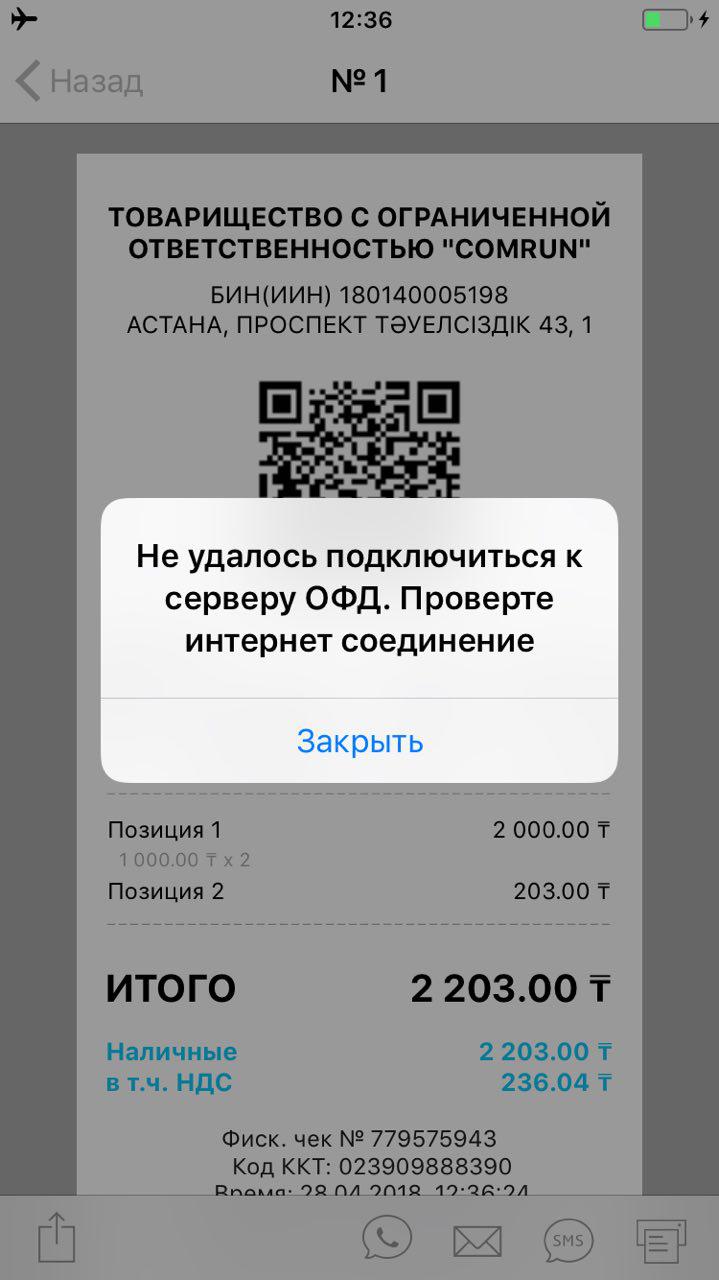 12:36
Назад
№ 1
ТОВАРИЩЕСТВО С ОГРАНИЧЕННОЙ
ОТВЕТСТВЕННОСТЬЮ "COMRUN"
БИН(ИИН) 180140005198
АСТАНА, ПРОСПЕКТ ТӘУЕЛСІЗДІК 43, 1
Не удалось подключиться к
серверу ОФД. Проверте
интернет соединение
Закрыть
Позиция 1 2 000.00 ₸
1 000.00 ₸ x 2
Позиция 2 203.00 ₸
ИТОГО 2 203.00 ₸
Наличные 2 203.00 ₸
в т.ч. НДС 236.04 ₸
Фиск. чек № 779575943
Код ККТ: 023909888390
Время: 28.04.2018, 12:36:24
SMS